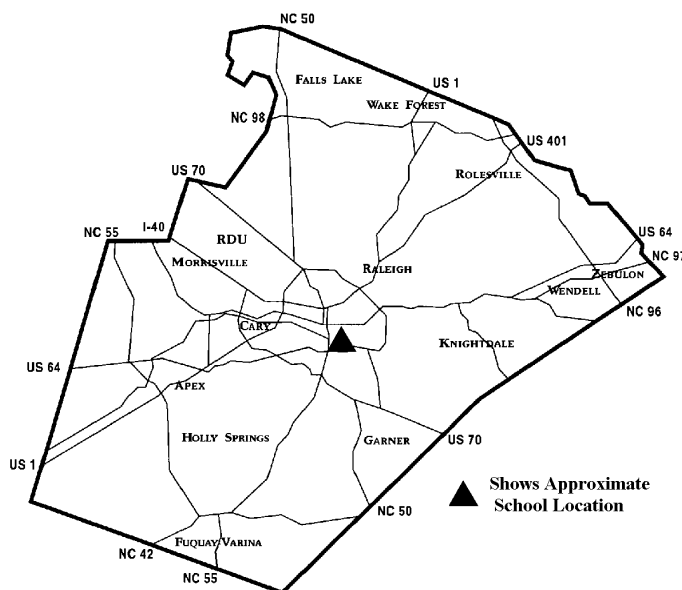 NC 50
FALLS LAKE
US 1
WAKE FOREST
NC 98
US 401
ROLESVILLE
US 70
I-40
NC 55
RDU
MORRISVILLE
RALEIGH
US 64
NC 97
ZEBULON
WENDELL
NC 96
CARY
KNIGHTDALE
US 64
APEX
HOLLY SPRINGS
GARNER
US 70
US 1
Shows Approximate
School Location
NC 50
FUQUAY-VARINA
NC 42
NC 55